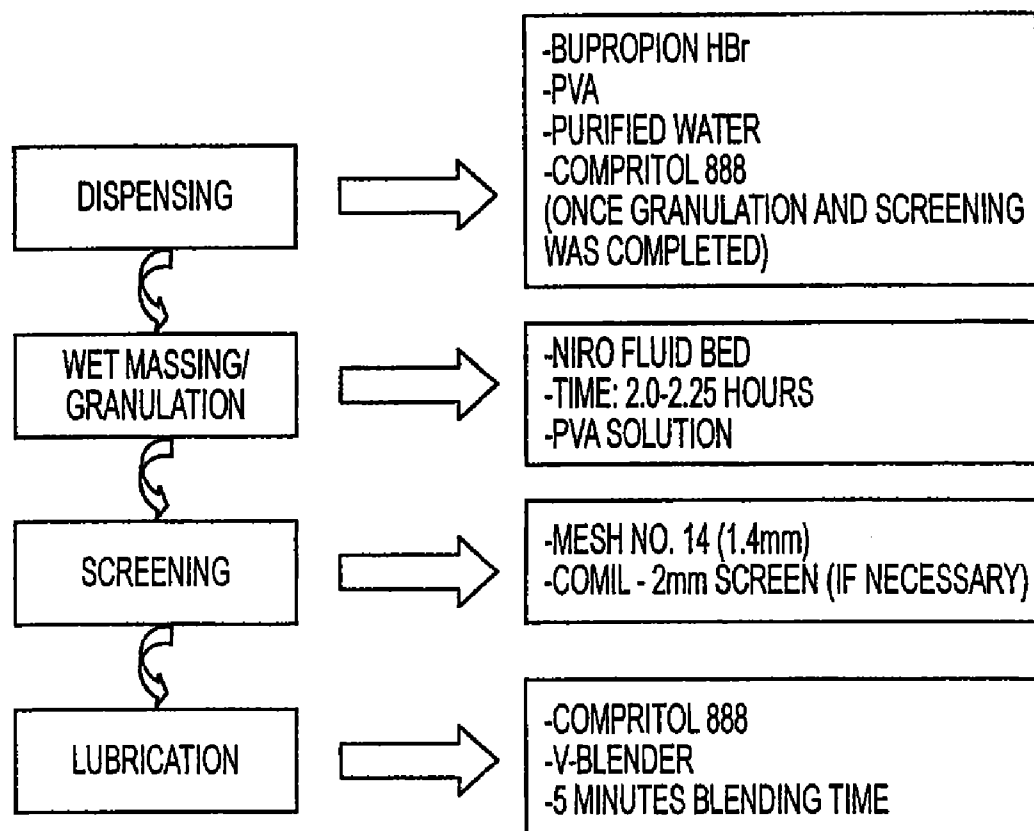 DISPENSING
-BUPROPION HBr
-PVA
-PURIFIED WATER
-COMPRITOL 888
(ONCE GRANULATION AND SCREENING
WAS COMPLETED)
WET MASSING/
GRANULATION
-NIRO FLUID BED
-TIME: 2.0-2.25 HOURS
-PVA SOLUTION
SCREENING
-MESH NO. 14 (1.4mm)
-COMIL - 2mm SCREEN (IF NECESSARY)
LUBRICATION
-COMPRITOL 888
-V-BLENDER
-5 MINUTES BLENDING TIME